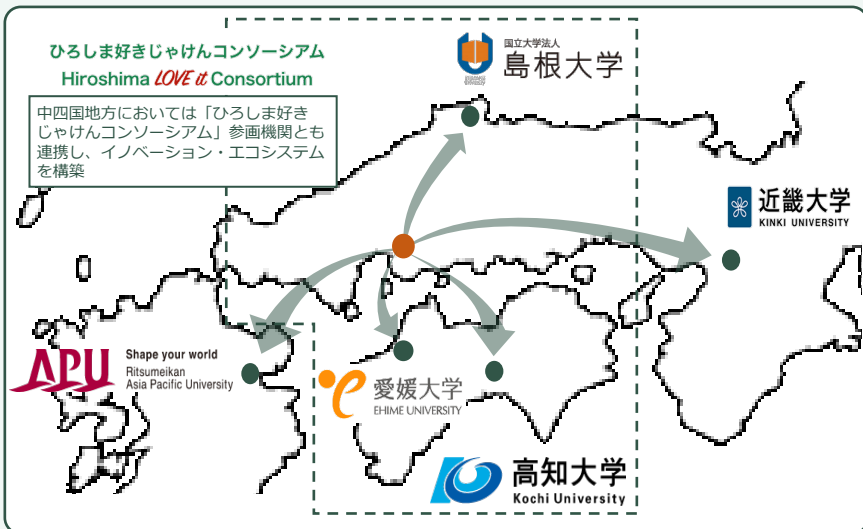 ひろしま好きじゃけんコンソーシアム
Hiroshima LOVE it Consortium
中四国地方においては「ひろしま好き
じゃけんコンソーシアム」参画機関とも
連携し、イノベーション・エコシステム
を構築
国立大学法人
島根大学
近畿大学
KINKI UNIVERSITY
APU
Shape your world
Ritsumeikan
Asia Pacific University
愛媛大学
EHIME UNIVERSITY
高知大学
Kochi University